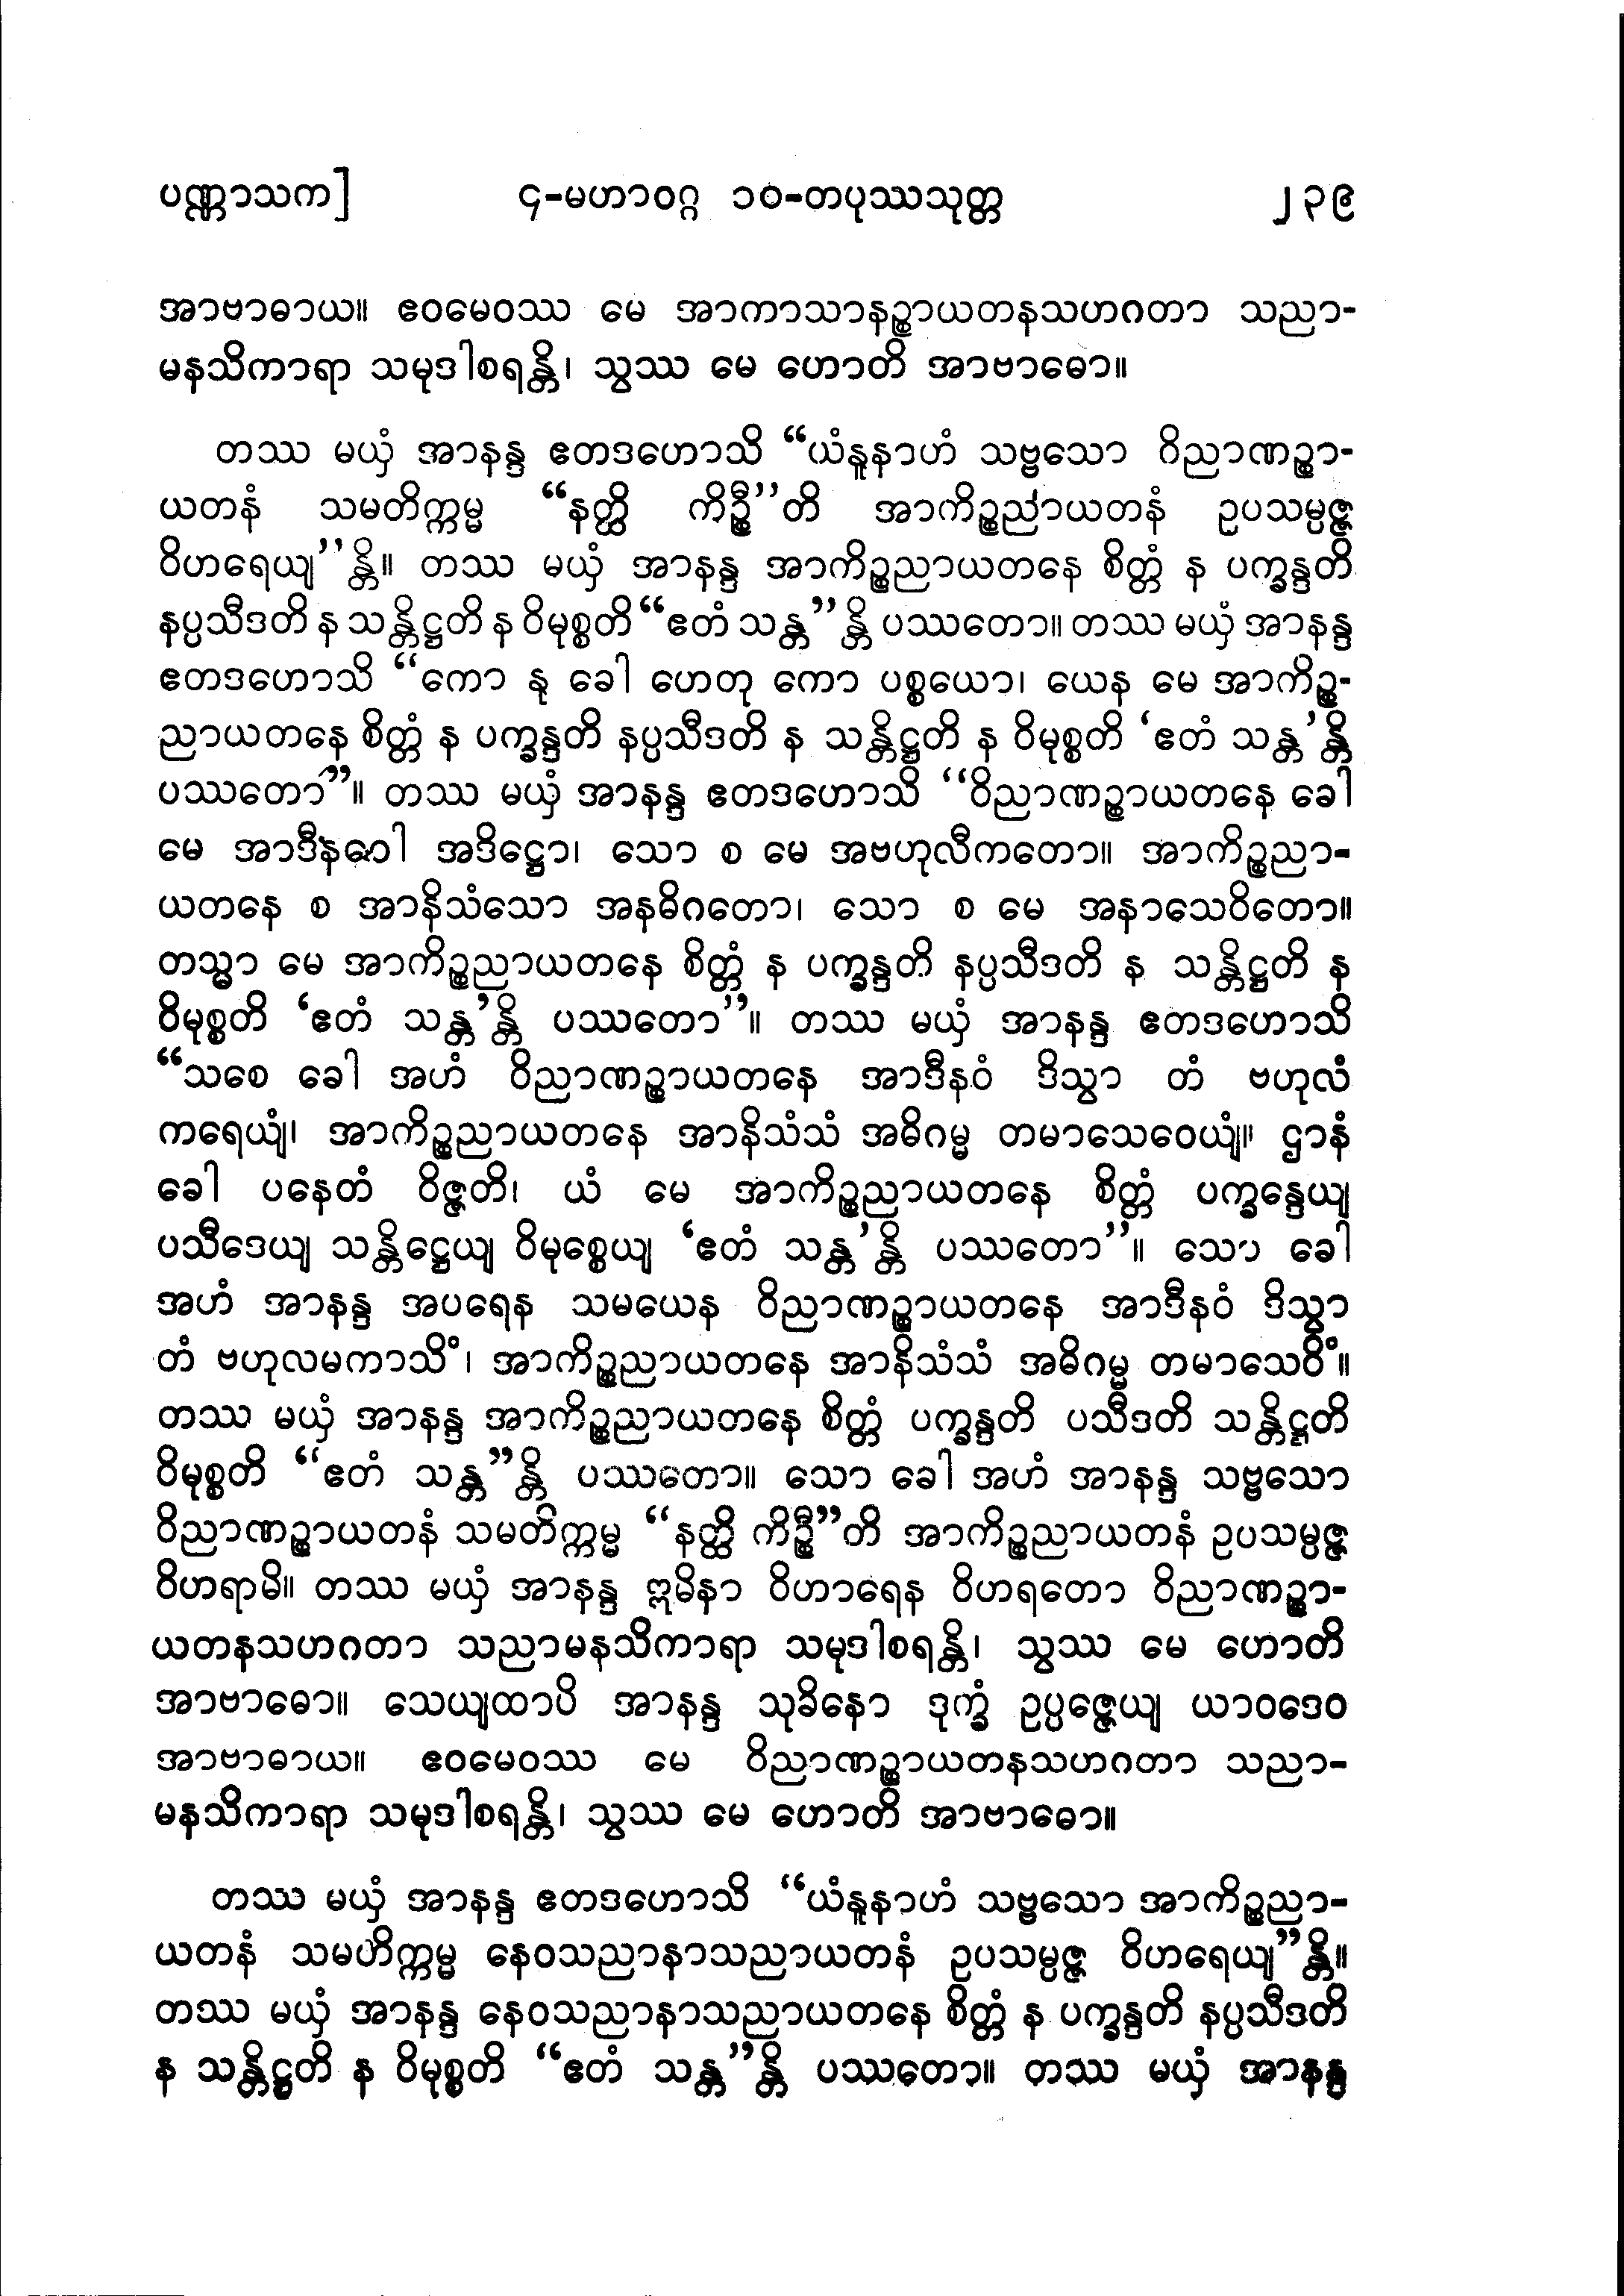 ပဏ္ဏာသက]	၄-မဟာဝဂ္ဂ ၁၀-တပုဿသုတ္တ	၂၃၉
အာဗာဓာယ။ ဧဝမေဝဿ မေ အာကာသာနဉ္စာယတနသဟဂတာ သညာ-
မနသိကာရာ သမုဒါစရန္တိ၊ သွဿ မေ ဟောတိ အာဗာဓော။
တဿ မယှံ အာနန္ဒ ဧတဒဟောသိ “ယံနူနာဟံ သဗ္ဗသော ဝိညာဏဉ္စာ-
ယတနံ သမတိက္ကမ္မ “နတ္ထိ ကိဉ္စီ”တိ အာကိဉ္စညာယတနံ ဥပသမ္ပဇ္ဇ
ဝိဟရေယျ”န္တိ။ တဿ မယှံ အာနန္ဒ အာကိဉ္စညာယတနေ စိတ္တံ န ပက္ခန္ဒတိ
နပ္ပသီဒတိ န သန္တိဋ္ဌတိ န ဝိမုစ္စတိ “ဧတံ သန္တ”န္တိ ပဿတော။ တဿ မယှံ အာနန္ဒ
ဧတဒဟောသိ “ကော နု ခေါ ဟေတု ကော ပစ္စယော၊ ယေန မေ အာကိဉ္စ-
ညာယတနေ စိတ္တံ န ပက္ခန္ဒတိ နပ္ပသီဒတိ န သန္တိဋ္ဌတိ န ဝိမုစ္စတိ ‘ဧတံ သန္တ’န္တိ
ပဿတော”။ တဿ မယှံ အာနန္ဒ ဧတဒဟောသိ “ဝိညာဏဉ္စာယတနေ ခေါ
မေ အာဒီနဝေါ အဒိဋ္ဌော၊ သော စ မေ အဗဟုလီကတော။ အာကိဉ္စညာ-
ယတနေ စ အာနိသံသော အနဓိဂတော၊ သော စ မေ အနာသေဝိတော။
တသ္မာ မေ အာကိဉ္စညာယတနေ စိတ္တံ န ပက္ခန္ဒတိ နပ္ပသီဒတိ န သန္တိဋ္ဌတိ န
ဝိမုစ္စတိ ‘ဧတံ သန္တ’န္တိ ပဿတော”။ တဿ မယှံ အာနန္ဒ ဧတဒဟောသိ
“သစေ ခေါ အဟံ ဝိညာဏဉ္စာယတနေ အာဒီနဝံ ဒိသွာ တံ ဗဟုလံ
ကရေယျံ၊ အာကိဉ္စညာယတနေ အာနိသံသံ အဓိဂမ္မ တမာသေဝေယျံ။ ဌာနံ
ခေါ ပနေတံ ဝိဇ္ဇတိ၊ ယံ မေ အာကိဉ္စညာယတနေ စိတ္တံ ပက္ခန္ဒေယျ
ပသီဒေယျ သန္တိဋ္ဌေယျ ဝိမုစ္စေယျ ‘ဧတံ သန္တ’န္တိ ပဿတော”။ သော ခေါ
အဟံ အာနန္ဒ အပရေန သမယေန ဝိညာဏဉ္စာယတနေ အာဒီနဝံ ဒိသွာ
တံ ဗဟုလမကာသိံ၊ အာကိဉ္စညာယတနေ အာနိသံသံ အဓိဂမ္မ တမာသေဝိံ။
တဿ မယှံ အာနန္ဒ အာကိဉ္စညာယတနေ စိတ္တံ ပက္ခန္ဒတိ ပသီဒတိ သန္တိဋ္ဌတိ
ဝိမုစ္စတိ “ဧတံ သန္တ”န္တိ ပဿတော။ သော ခေါ အဟံ အာနန္ဒ သဗ္ဗသော
ဝိညာဏဉ္စာယတနံ သမတိက္ကမ္မ “နတ္ထိ ကိဉ္စီ”တိ အာကိဉ္စညာယတနံ ဥပသမ္ပဇ္ဇ
ဝိဟရာမိ။ တဿ မယှံ အာနန္ဒ ဣမိနာ ဝိဟာရေန ဝိဟရတော ဝိညာဏဉ္စာ-
ယတနသဟဂတာ သညာမနသိကာရာ သမုဒါစရန္တိ၊ သွဿ မေ ဟောတိ
အာဗာဓော။ သေယျထာပိ အာနန္ဒ သုခိနော ဒုက္ခံ ဥပ္ပဇ္ဇေယျ ယာဝဒေဝ
အာဗာဓာယ။ ဧဝမေဝဿ မေ ဝိညာဏဉ္စာယတနသဟဂတာ သညာ-
မနသိကာရာ သမုဒါစရန္တိ၊ သွဿ မေ ဟောတိ အာဗာဓော။
တဿ မယှံ အာနန္ဒ ဧတဒဟောသိ “ယံနူနာဟံ သဗ္ဗသော အာကိဉ္စညာ-
ယတနံ သမတိက္ကမ္မ နေဝသညာနာသညာယတနံ ဥပသမ္ပဇ္ဇ ဝိဟရေယျ”န္တိ။
တဿ မယှံ အာနန္ဒ နေဝသညာနာသညာယတနေ စိတ္တံ န ပက္ခန္ဒတိ နပ္ပသီဒတိ
န သန္တိဋ္ဌတိ န ဝိမုစ္စတိ “ဧတံ သန္တ”န္တိ ပဿတော။ တဿ မယှံ အာနန္ဒ